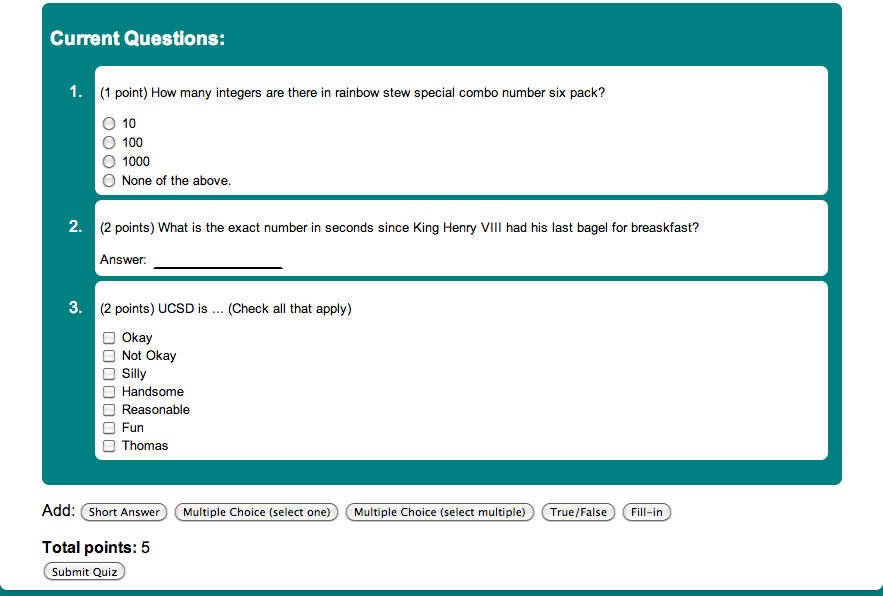 Current Questions:
1. (1 point) How many integers are there in rainbow stew special combo number six pack?
10
100
1000
None of the above.
2. (2 points) What is the exact number in seconds since King Henry VIII had his last bagel for breaskfast?
Answer:
3. (2 points) UCSD is ... (Check all that apply)
Okay
Not Okay
Silly
Handsome
Reasonable
Fun
Thomas
Add: Short Answer Multiple Choice (select one) Multiple Choice (select multiple) True/False Fill-in
Total points: 5
Submit Quiz